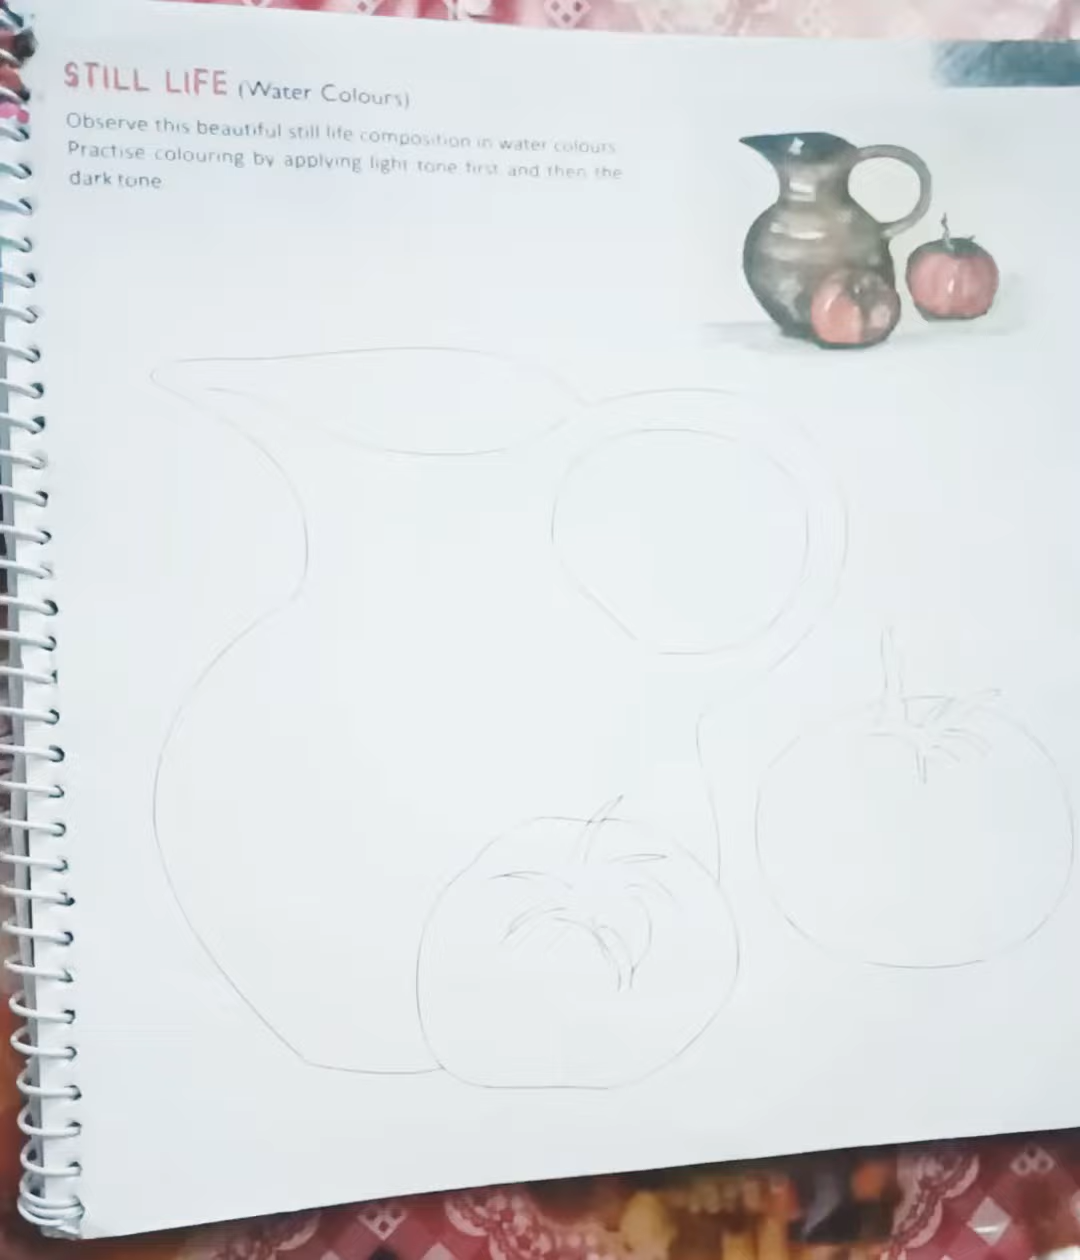 STILL LIFE (Water Colours)
Observe this beautiful still life composition in water colours.
Practise colouring by applying light tone first and then the
dark tone